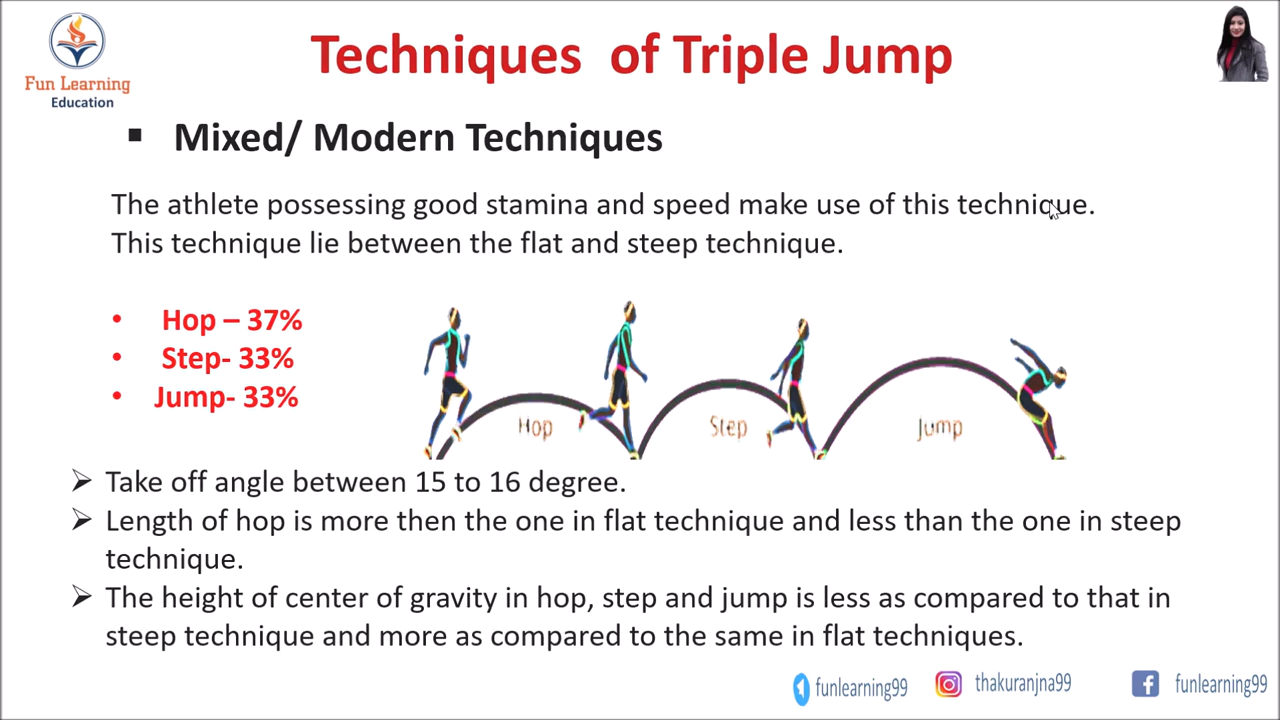 Techniques of Triple Jump
Fun Learning
Education
▪ Mixed/ Modern Techniques
The athlete possessing good stamina and speed make use of this technique.
This technique lie between the flat and steep technique.
• Hop – 37%
• Step- 33%
• Jump- 33%
Hop
Step
Jump
➢ Take off angle between 15 to 16 degree.
➢ Length of hop is more then the one in flat technique and less than the one in steep
technique.
➢ The height of center of gravity in hop, step and jump is less as compared to that in
steep technique and more as compared to the same in flat techniques.
funlearning99 thakuranjna99 funlearning99